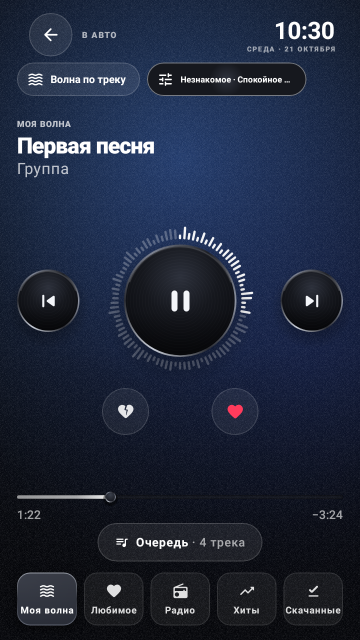 В АВТО
10:30
СРЕДА · 21 ОКТЯБРЯ
Волна по треку
Незнакомое · Спокойное ...
МОЯ ВОЛНА
Первая песня
Группа
1:22
−3:24
Очередь · 4 трека
Моя волна
Любимое
Радио
Хиты
Скачанные